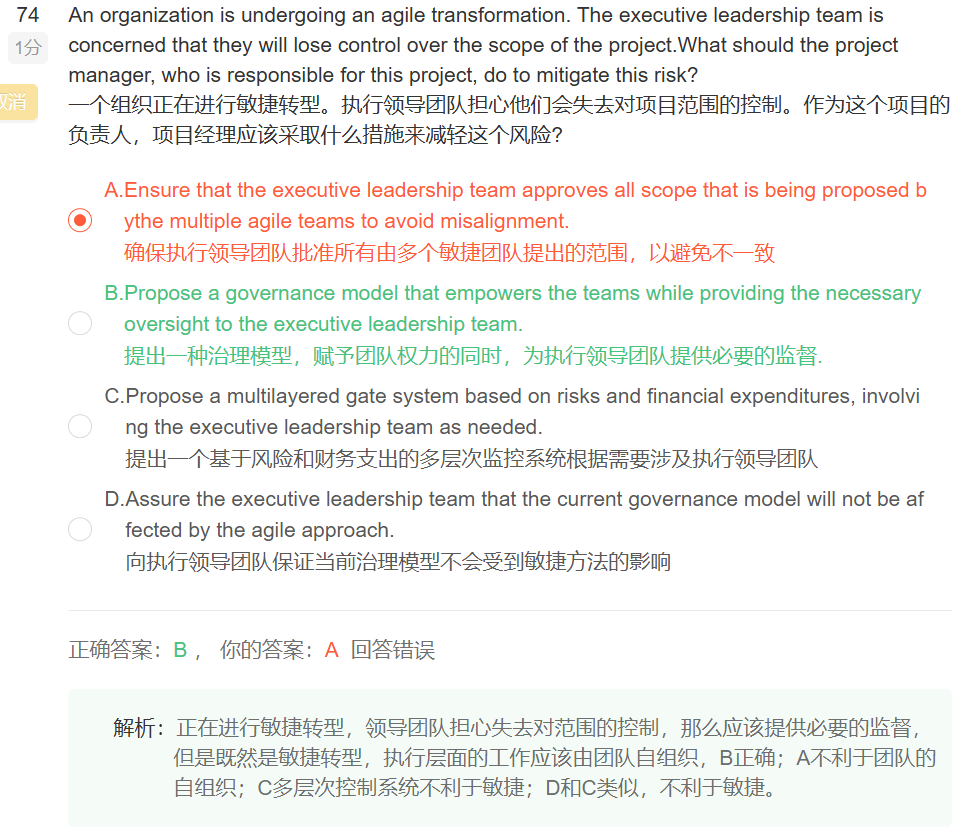 74
An organization is undergoing an agile transformation. The executive leadership team is
1分
concerned that they will lose control over the scope of the project.What should the project
manager, who is responsible for this project, do to mitigate this risk?
取消
一个组织正在进行敏捷转型。执行领导团队担心他们会失去对项目范围的控制。作为这个项目的
负责人，项目经理应该采取什么措施来减轻这个风险?
A.Ensure that the executive leadership team approves all scope that is being proposed b
ythe multiple agile teams to avoid misalignment.
确保执行领导团队批准所有由多个敏捷团队提出的范围，以避免不一致
B.Propose a governance model that empowers the teams while providing the necessary
oversight to the executive leadership team.
提出一种治理模型，赋予团队权力的同时，为执行领导团队提供必要的监督.
C.Propose a multilayered gate system based on risks and financial expenditures, involvi
ng the executive leadership team as needed.
提出一个基于风险和财务支出的多层次监控系统根据需要涉及执行领导团队
D.Assure the executive leadership team that the current governance model will not be af
fected by the agile approach.
向执行领导团队保证当前治理模型不会受到敏捷方法的影响
正确答案：B ， 你的答案：A 回答错误
解析：正在进行敏捷转型，领导团队担心失去对范围的控制，那么应该提供必要的监督，
但是既然是敏捷转型，执行层面的工作应该由团队自组织，B正确；A不利于团队的
自组织；C多层次控制系统不利于敏捷；D和C类似，不利于敏捷。